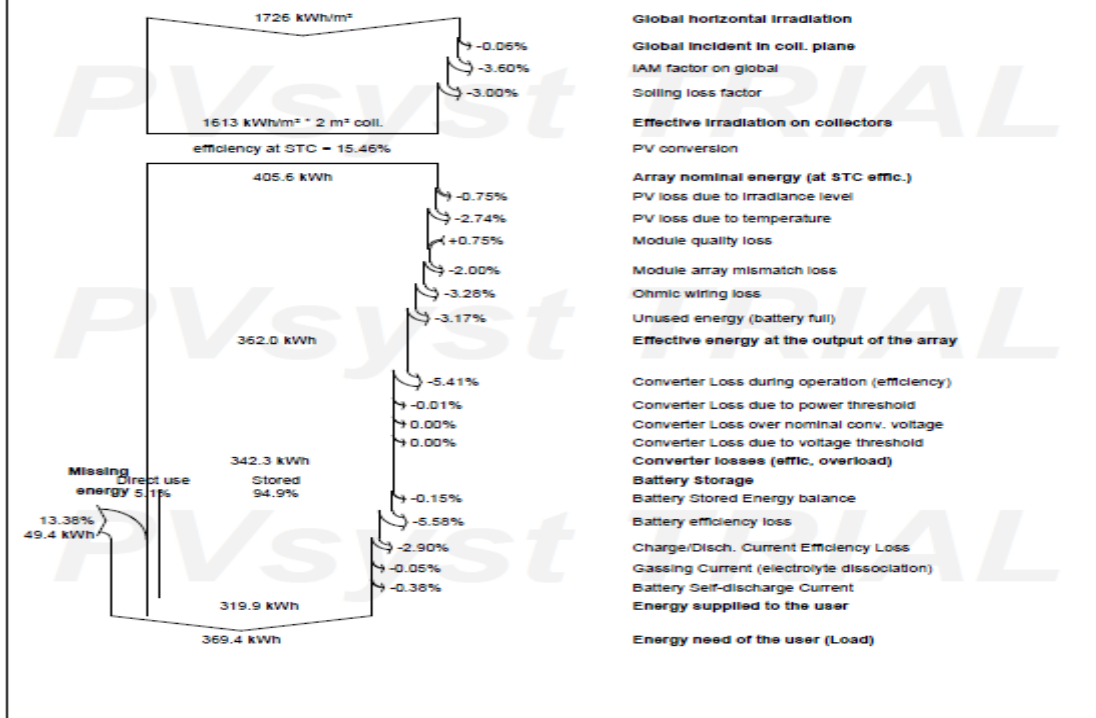 1726 kWh/m² Global horizontal irradiation
-0.06% Global incident in coll. plane
-3.60% IAM factor on global
-3.00% Soiling loss factor
1613 kWh/m² * 2 m² coll. Effective irradiation on collectors
efficiency at STC = 15.46% PV conversion
405.6 kWh Array nominal energy (at STC effic.)
-0.75% PV loss due to irradiance level
-2.74% PV loss due to temperature
+0.75% Module quality loss
-2.00% Module array mismatch loss
-3.28% Ohmic wiring loss
-3.17% Unused energy (battery full)
362.0 kWh Effective energy at the output of the array
-5.41% Converter Loss during operation (efficiency)
-0.01% Converter Loss due to power threshold
0.00% Converter Loss over nominal conv. voltage
0.00% Converter Loss due to voltage threshold
342.3 kWh Converter losses (effic, overload)
Missing
energy
Direct use Stored Battery Storage
5.1% 94.9%
-0.15% Battery Stored Energy balance
13.38% -5.58% Battery efficiency loss
49.4 kWh
-2.90% Charge/Disch. Current Efficiency Loss
-0.05% Gassing Current (electrolyte dissociation)
-0.38% Battery Self-discharge Current
319.9 kWh Energy supplied to the user
369.4 kWh Energy need of the user (Load)
PVsyst TRIAL
PVsyst TRIAL
PVsyst TRIAL